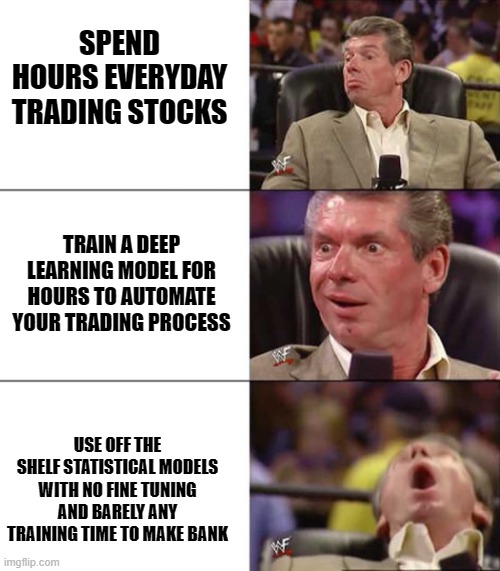 SPEND
HOURS EVERYDAY
TRADING STOCKS
TRAIN A DEEP
LEARNING MODEL FOR
HOURS TO AUTOMATE
YOUR TRADING PROCESS
USE OFF THE
SHELF STATISTICAL MODELS
WITH NO FINE TUNING
AND BARELY ANY
TRAINING TIME TO MAKE BANK
imgflip.com